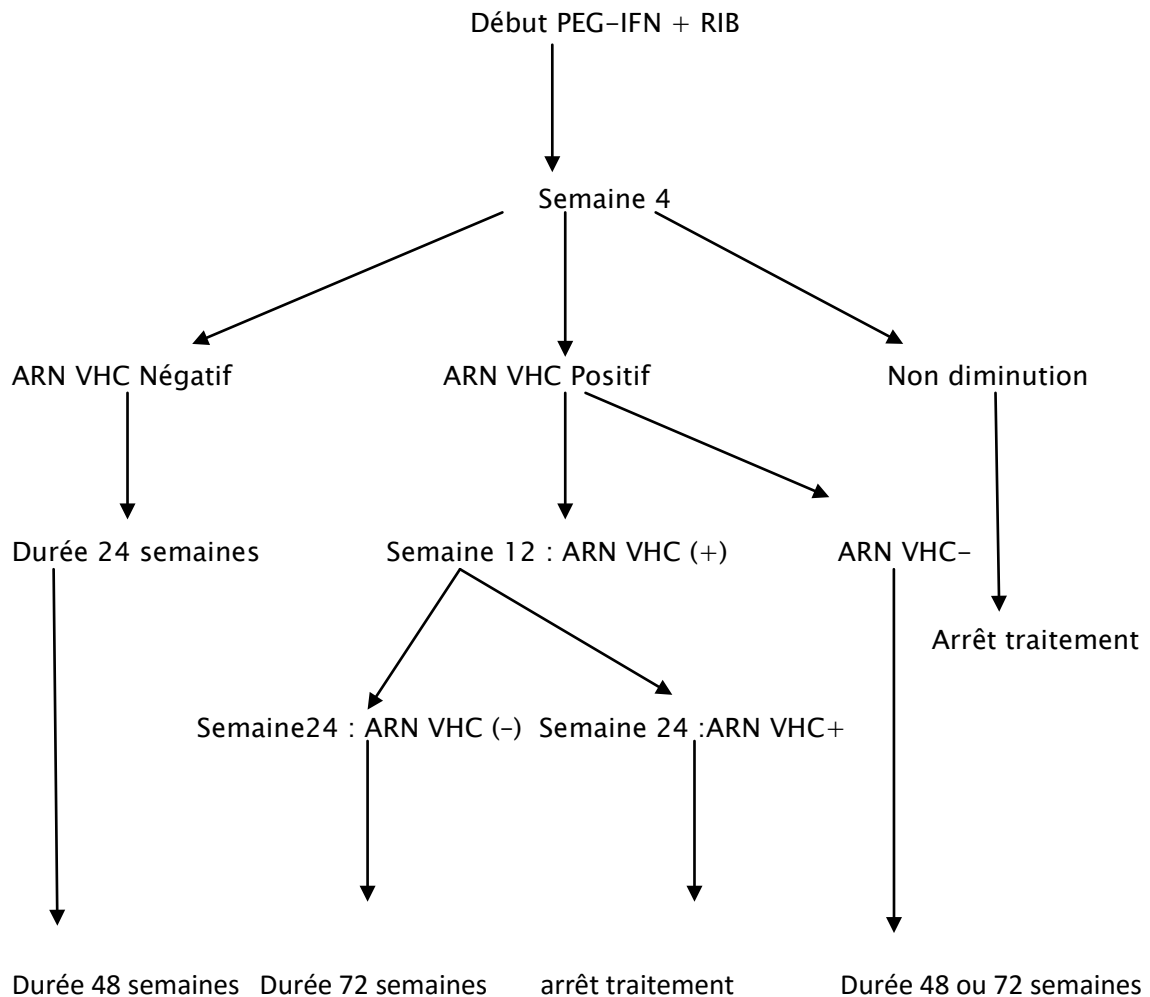 Début PEG-IFN + RIB
Semaine 4
ARN VHC Négatif
ARN VHC Positif
Non diminution
Durée 24 semaines
Semaine 12 : ARN VHC (+)
ARN VHC-
Arrêt traitement
Semaine24 : ARN VHC (-)
Semaine 24 :ARN VHC+
Durée 48 semaines
Durée 72 semaines
arrêt traitement
Durée 48 ou 72 semaines